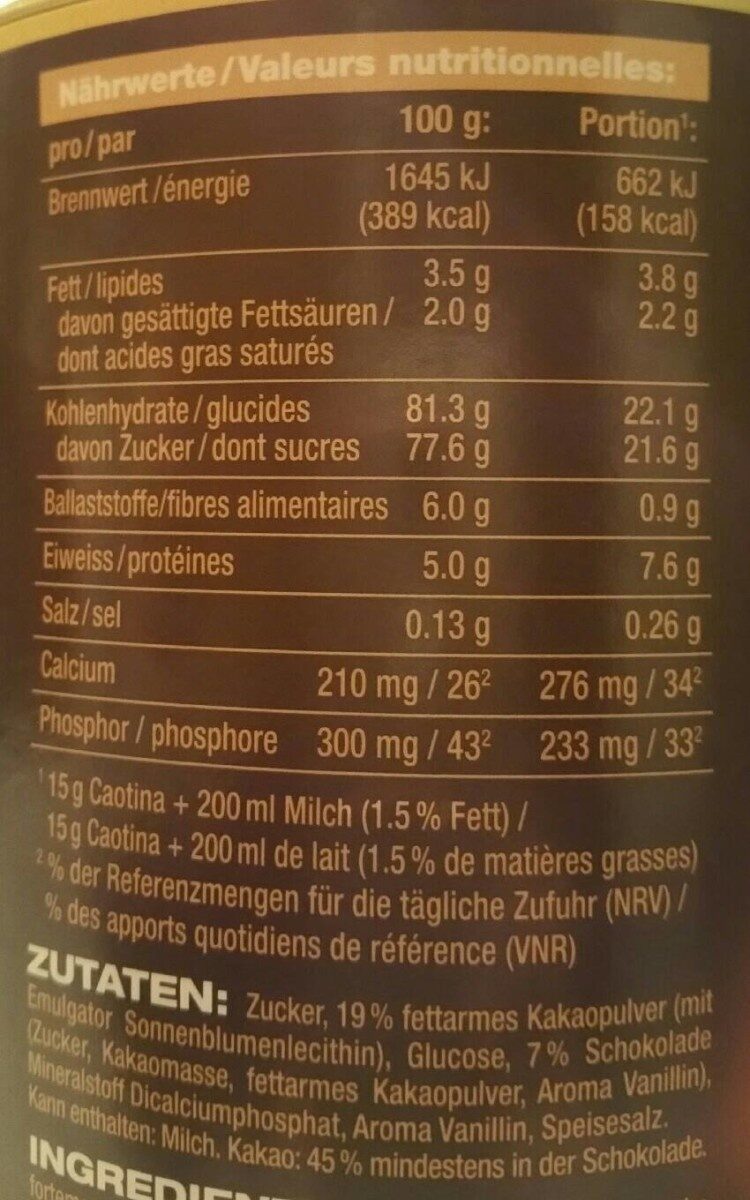 Nährwerte/Valeurs nutritionnelles:
pro/par 100 g: Portion¹:
Brennwert/énergie 1645 kJ 662 kJ
(389 kcal) (158 kcal)
Fett/lipides 3.5 g 3.8 g
davon gesättigte Fettsäuren/ 2.0 g 2.2 g
dont acides gras saturés
Kohlenhydrate/glucides 81.3 g 22.1 g
davon Zucker/dont sucres 77.6 g 21.6 g
Ballaststoffe/fibres alimentaires 6.0 g 0.9 g
Eiweiss/protéines 5.0 g 7.6 g
Salz/sel 0.13 g 0.26 g
Calcium 210 mg / 26² 276 mg / 34²
Phosphor / phosphore 300 mg / 43² 233 mg / 33²
¹15 g Caotina + 200 ml Milch (1.5% Fett) /
15 g Caotina + 200 ml de lait (1.5% de matières grasses)
²% der Referenzmengen für die tägliche Zufuhr (NRV) /
% des apports quotidiens de référence (VNR)
ZUTATEN: Zucker, 19% fettarmes Kakaopulver (mit
Emulgator Sonnenblumenlecithin), Glucose, 7% Schokolade
(Zucker, Kakaomasse, fettarmes Kakaopulver, Aroma Vanillin),
Mineralstoff Dicalciumphosphat, Aroma Vanillin, Speisesalz.
Kann enthalten: Milch. Kakao: 45% mindestens in der Schokolade.